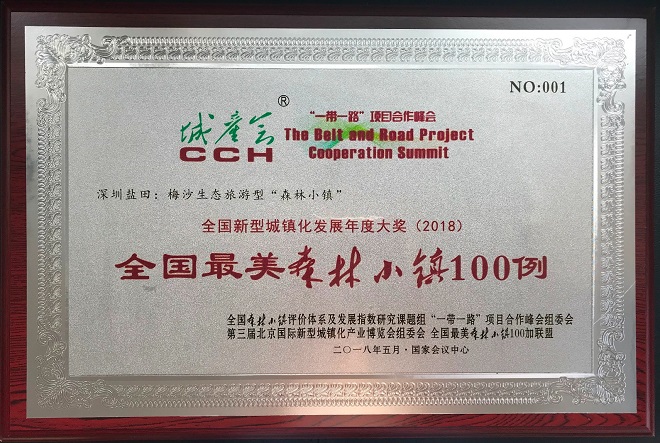 NO:001
城产会®
CCH
“一带一路”项目合作峰会
The Belt and Road Project
Cooperation Summit
深圳盐田：梅沙生态旅游型“森林小镇”
全国新型城镇化发展年度大奖（2018）
全国最美森林小镇100例
全国森林小镇评价体系及发展指数研究课题组 “一带一路”项目合作峰会组委会
第三届北京国际新型城镇化产业博览会组委会 全国最美森林小镇100加联盟
二〇一八年五月·国家会议中心